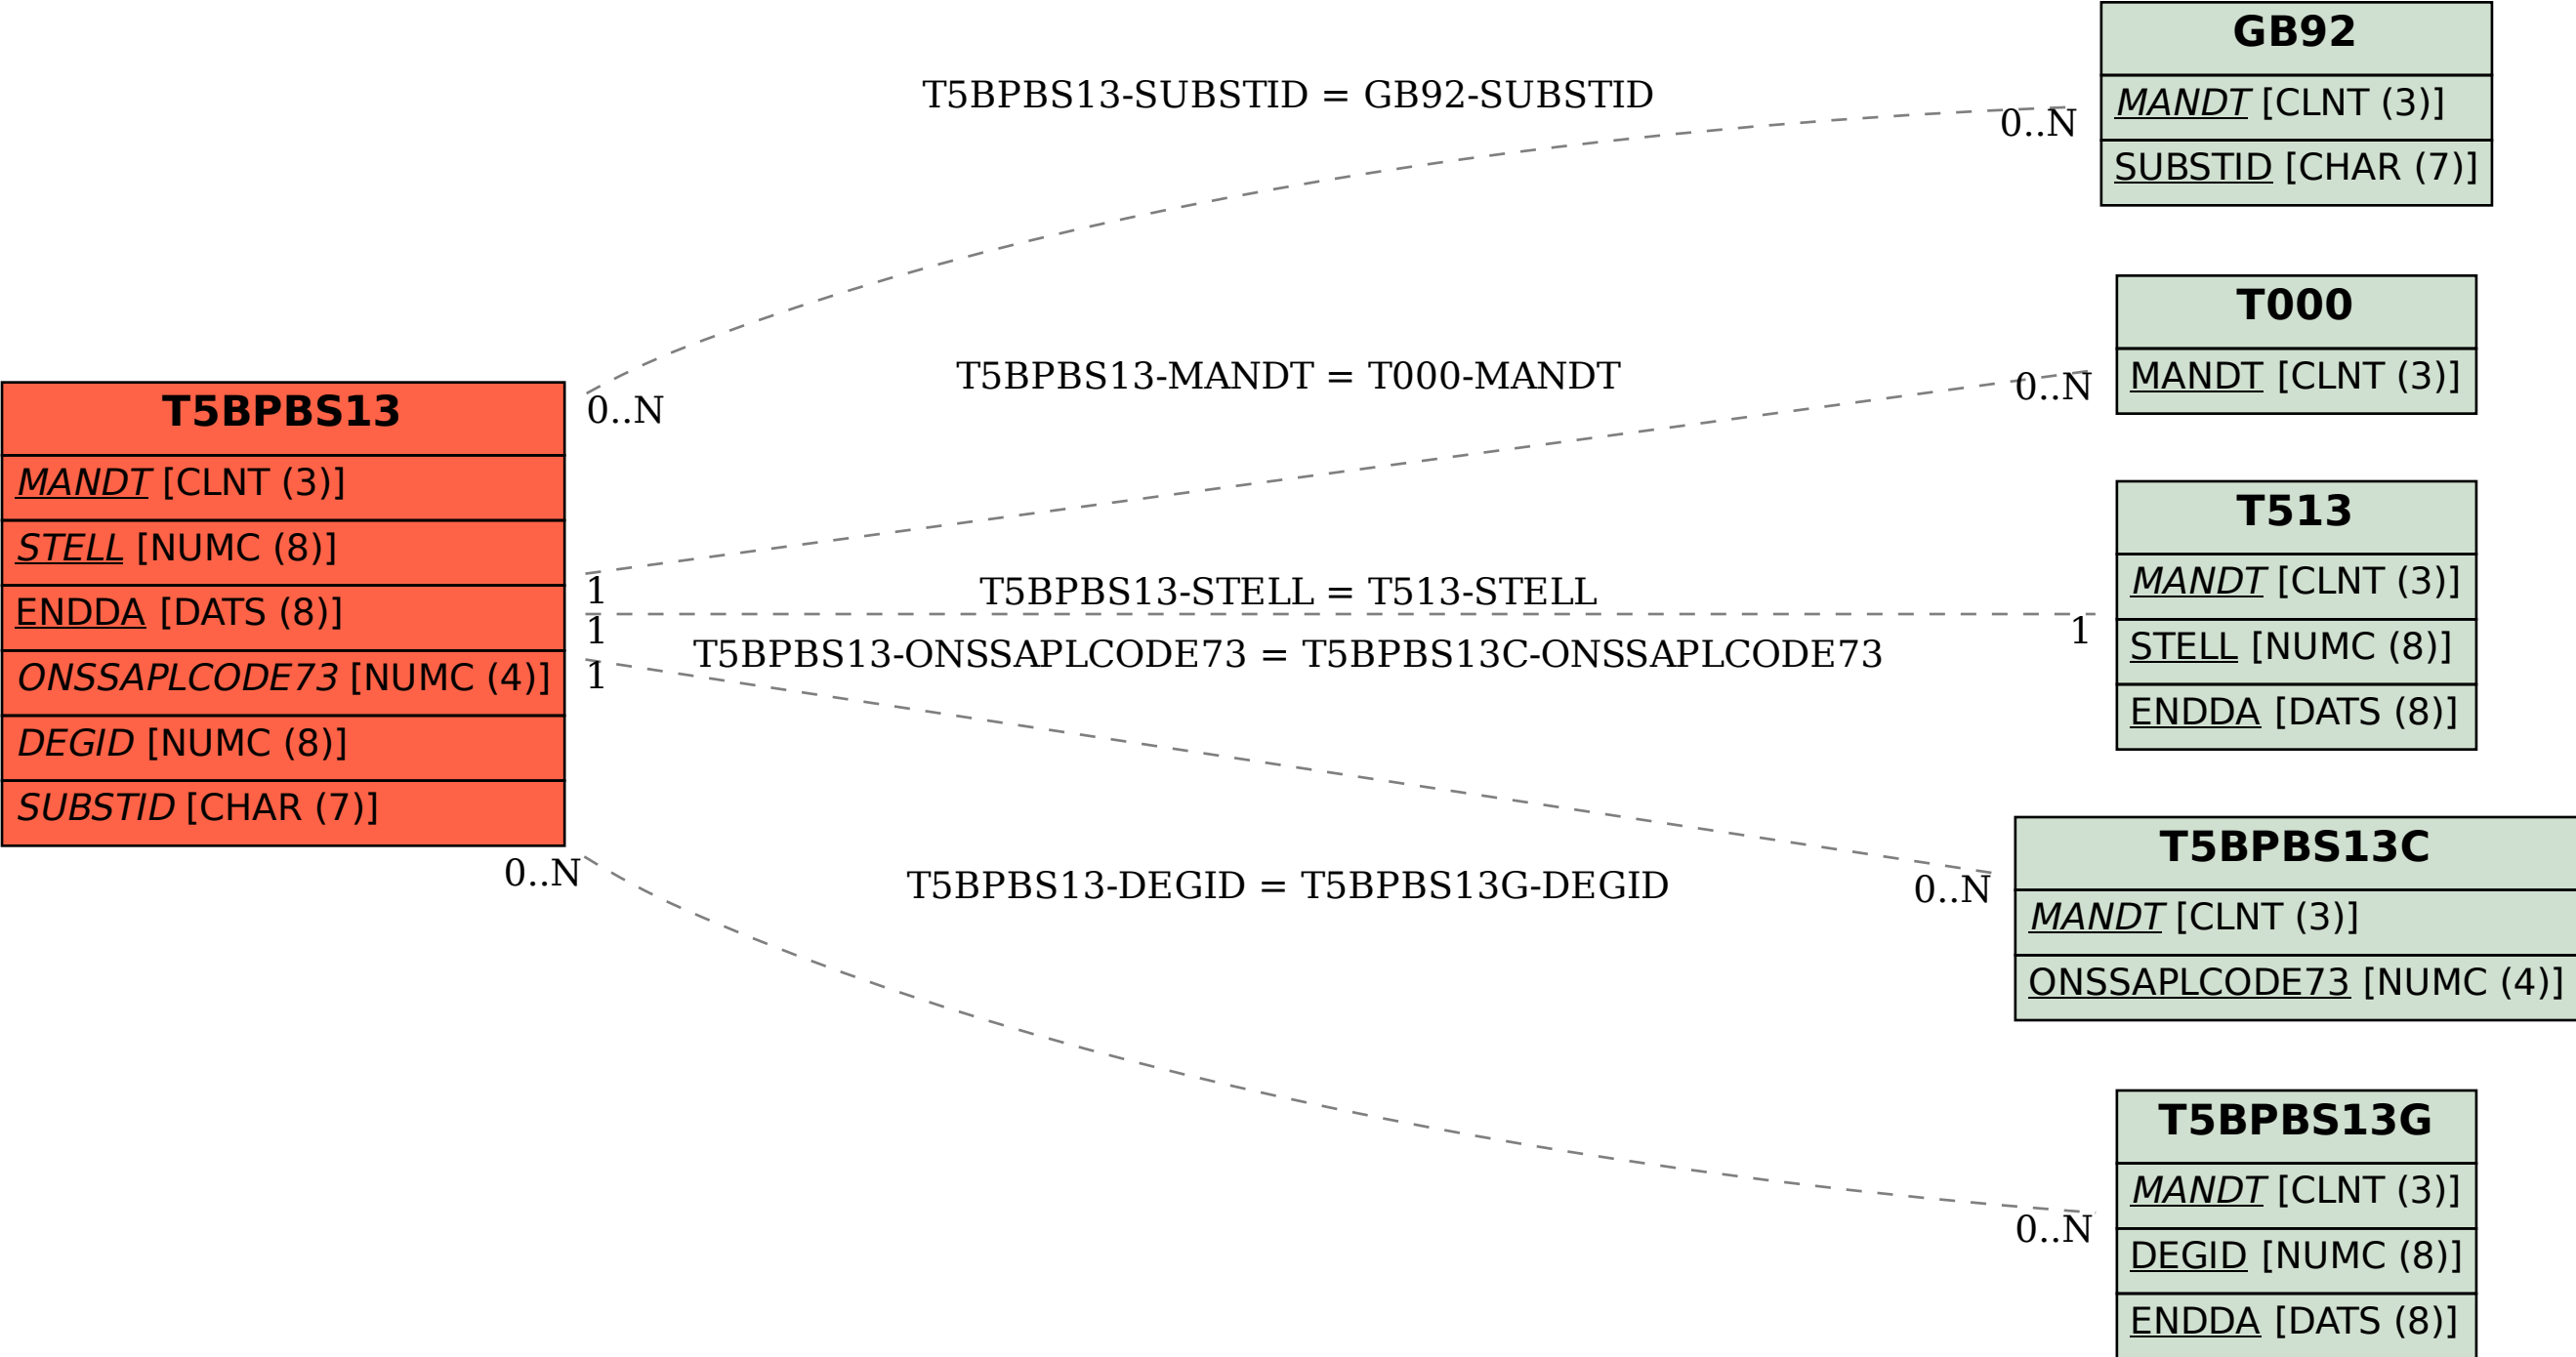 T5BPBS13
MANDT [CLNT (3)]
STELL [NUMC (8)]
ENDDA [DATS (8)]
ONSSAPLCODE73 [NUMC (4)]
DEGID [NUMC (8)]
SUBSTID [CHAR (7)]
T5BPBS13-SUBSTID = GB92-SUBSTID
0..N
0..N
T5BPBS13-MANDT = T000-MANDT
1
0..N
T5BPBS13-STELL = T513-STELL
1
1
T5BPBS13-ONSSAPLCODE73 = T5BPBS13C-ONSSAPLCODE73
1
0..N
T5BPBS13-DEGID = T5BPBS13G-DEGID
0..N
0..N
GB92
MANDT [CLNT (3)]
SUBSTID [CHAR (7)]
T000
MANDT [CLNT (3)]
T513
MANDT [CLNT (3)]
STELL [NUMC (8)]
ENDDA [DATS (8)]
T5BPBS13C
MANDT [CLNT (3)]
ONSSAPLCODE73 [NUMC (4)]
T5BPBS13G
MANDT [CLNT (3)]
DEGID [NUMC (8)]
ENDDA [DATS (8)]